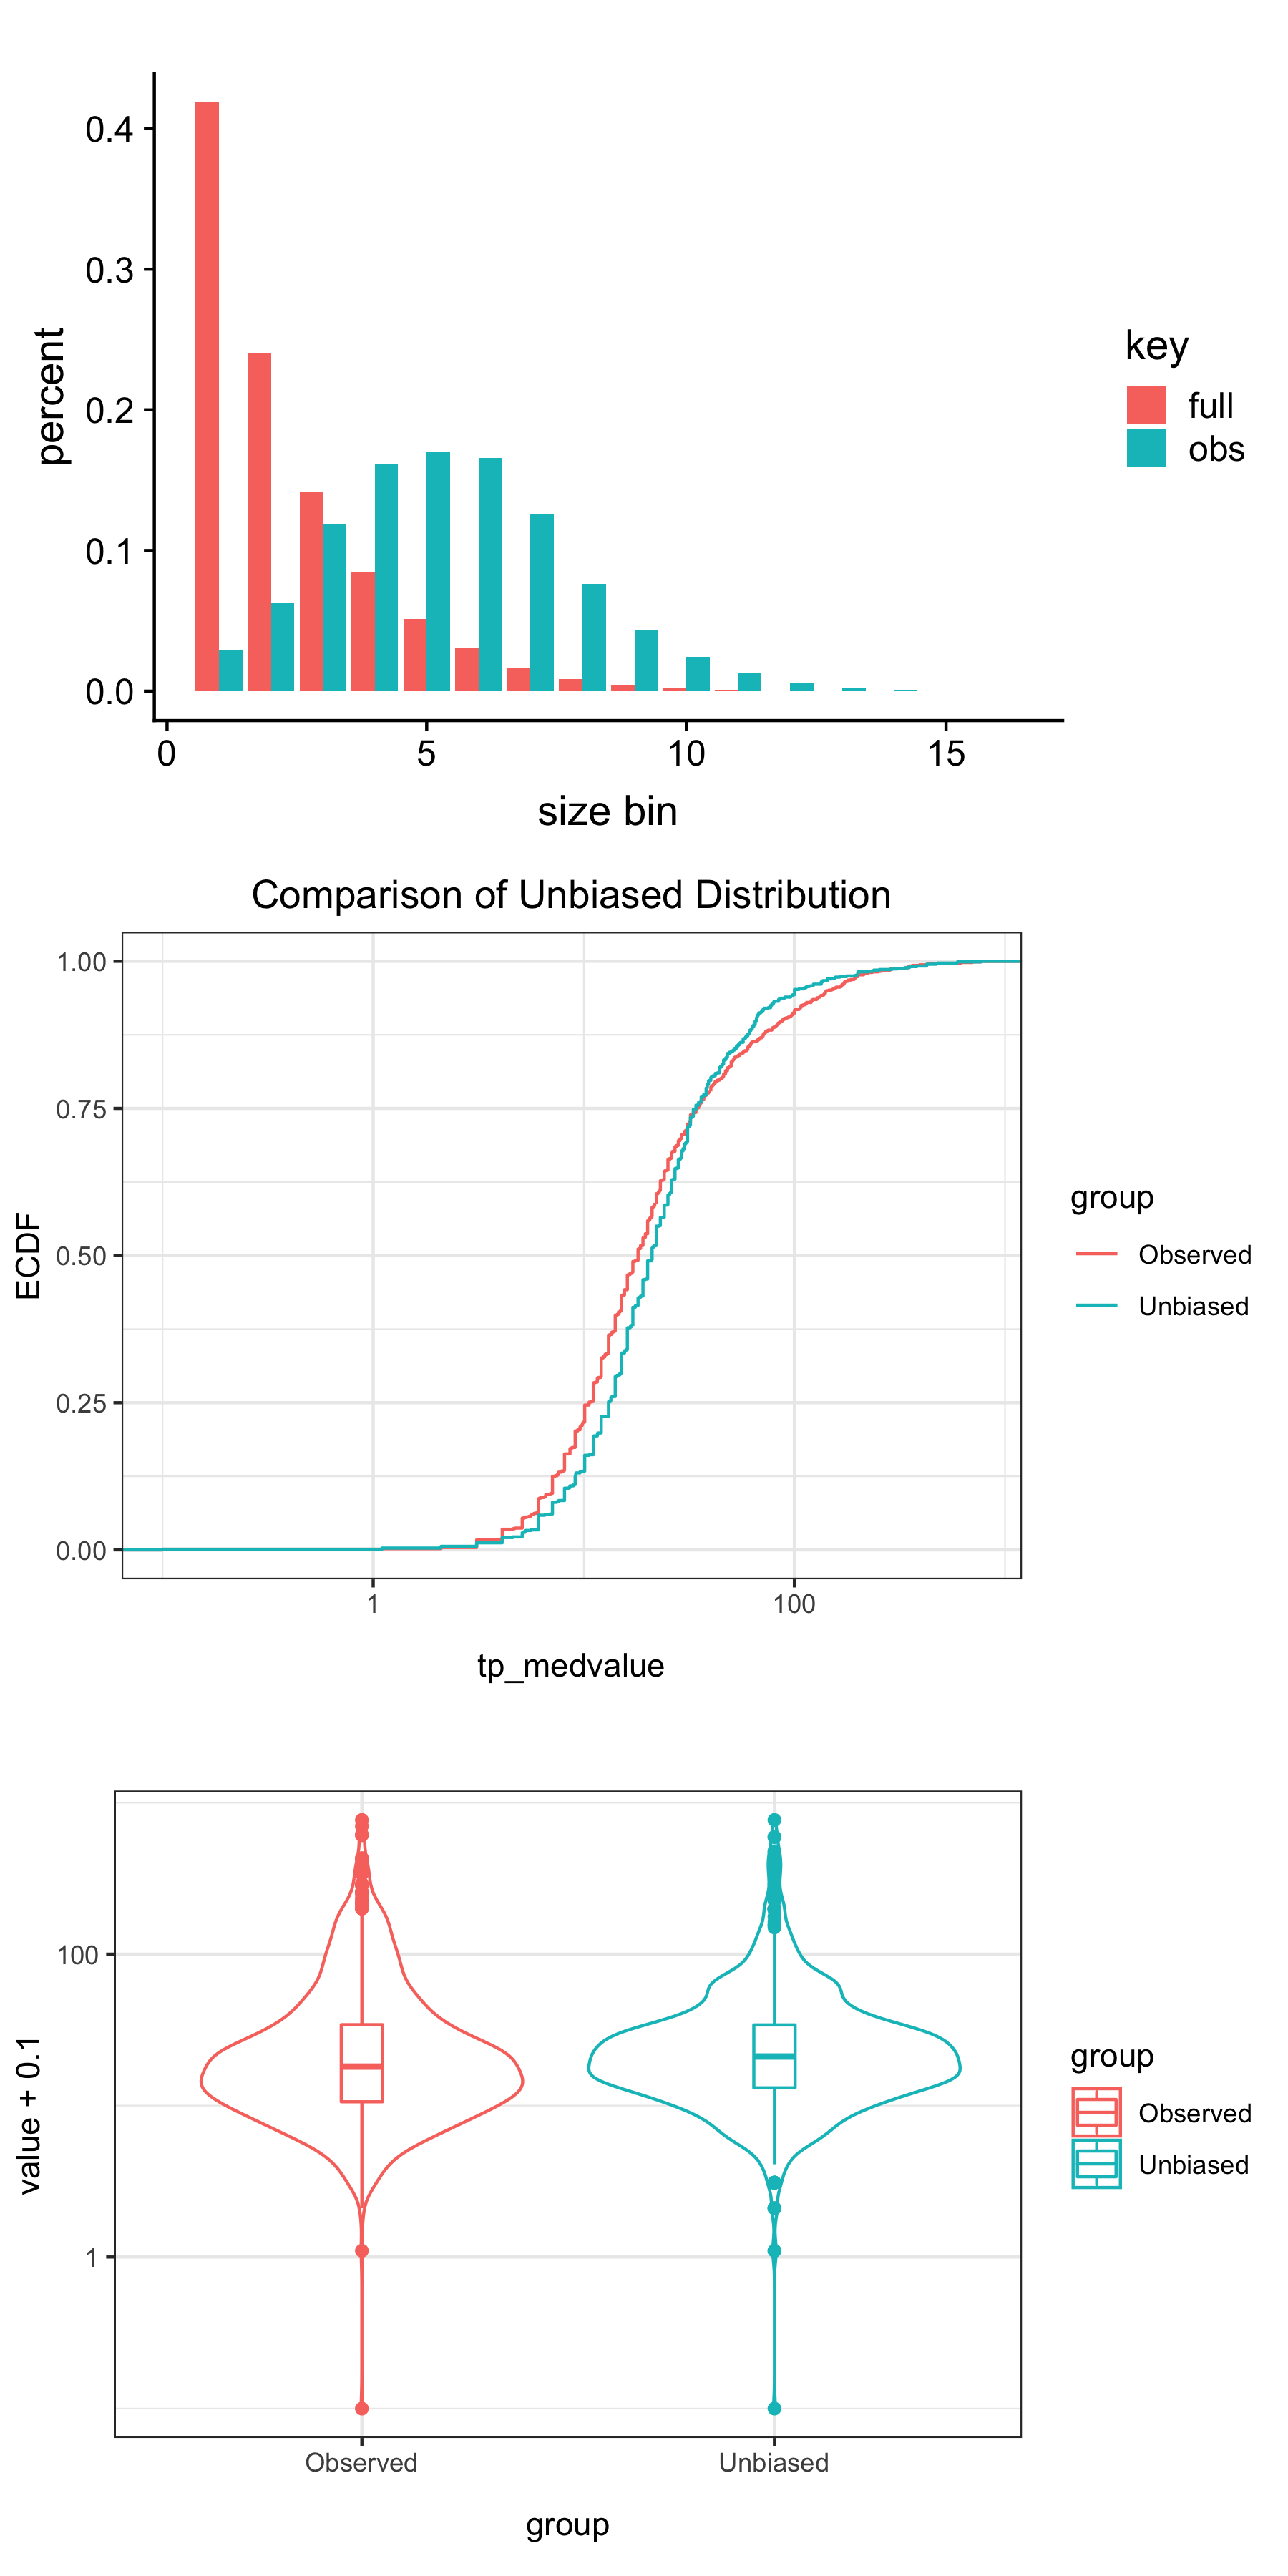 0.4
0.3
0.2
0.1
0.0
percent
0
5
10
15
size bin
key
full
obs
Comparison of Unbiased Distribution
1.00
0.75
0.50
0.25
0.00
ECDF
1
100
tp_medvalue
group
Observed
Unbiased
100
1
value + 0.1
Observed
Unbiased
group
group
Observed
Unbiased